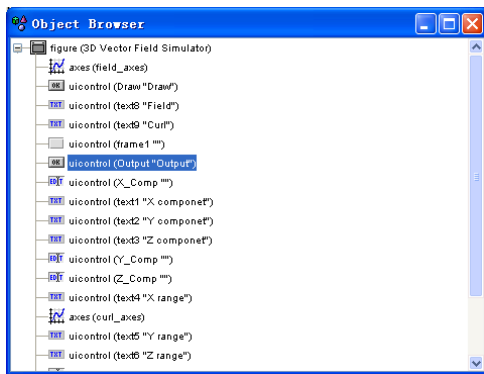 Object Browser
figure (3D Vector Field Simulator)
axes (field_axes)
OK uicontrol (Draw "Draw")
TXT uicontrol (text8 "Field")
TXT uicontrol (text9 "Curl")
uicontrol (frame1 "")
OK uicontrol (Output "Output")
EDIT uicontrol (X_Comp "")
TXT uicontrol (text1 "X componet")
TXT uicontrol (text2 "Y componet")
TXT uicontrol (text3 "Z componet")
EDIT uicontrol (Y_Comp "")
EDIT uicontrol (Z_Comp "")
TXT uicontrol (text4 "X range")
axes (curl_axes)
TXT uicontrol (text5 "Y range")
TXT uicontrol (text6 "Z range")